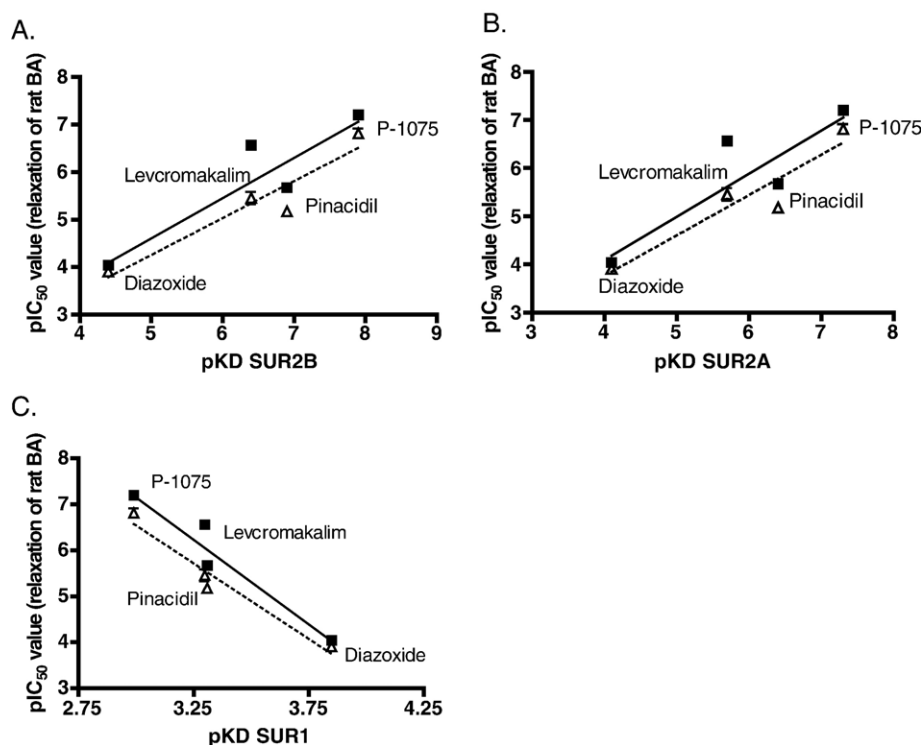 A.
pIC50 value (relaxation of rat BA)
8
7
6
5
4
3
4
5
6
7
8
9
P-1075
Levcromakalim
Pinacidil
Diazoxide
pKD SUR2B
B.
pIC50 value (relaxation of rat BA)
8
7
6
5
4
3
3
4
5
6
7
8
P-1075
Levcromakalim
Pinacidil
Diazoxide
pKD SUR2A
C.
pIC50 value (relaxation of rat BA)
8
7
6
5
4
3
2.75
3.25
3.75
4.25
P-1075
Levcromakalim
Pinacidil
Diazoxide
pKD SUR1